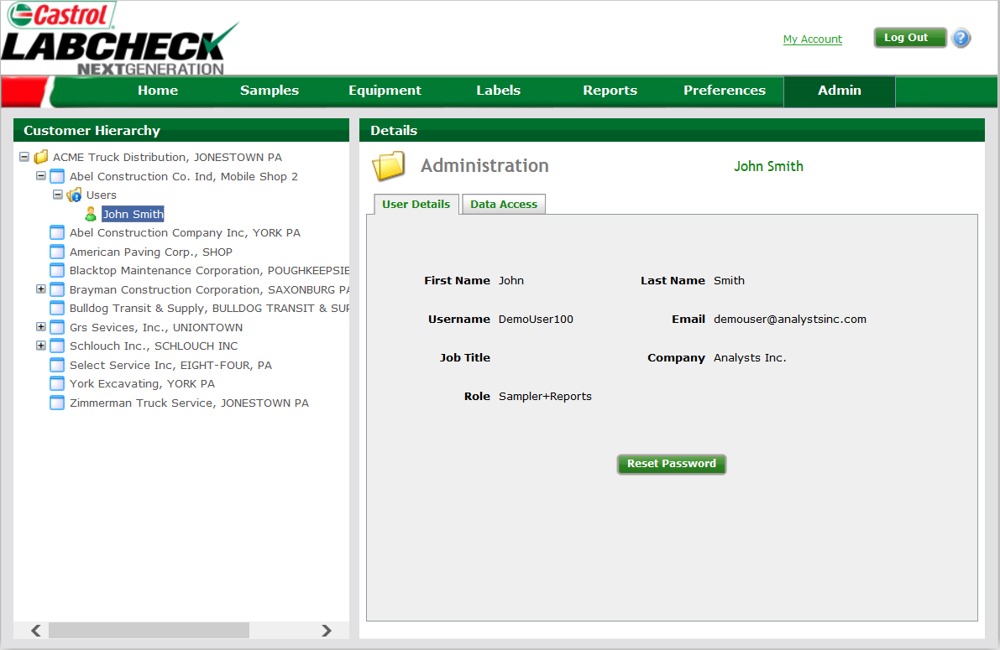 Castrol
LABCHECK
NEXTGENERATION
My Account
Log Out
?
Home Samples Equipment Labels Reports Preferences Admin
Customer Hierarchy
ACME Truck Distribution, JONESTOWN PA
Abel Construction Co. Ind, Mobile Shop 2
Users
John Smith
Abel Construction Company Inc, YORK PA
American Paving Corp., SHOP
Blacktop Maintenance Corporation, POUGHKEEPSIE
Brayman Construction Corporation, SAXONBURG PA
Bulldog Transit & Supply, BULLDOG TRANSIT & SUP
Grs Sevices, Inc., UNIONTOWN
Schlouch Inc., SCHLOUCH INC
Select Service Inc, EIGHT-FOUR, PA
York Excavating, YORK PA
Zimmerman Truck Service, JONESTOWN PA
Details
Administration
John Smith
User Details Data Access
First Name John Last Name Smith
Username DemoUser100 Email demouser@analystsinc.com
Job Title Company Analysts Inc.
Role Sampler+Reports
Reset Password